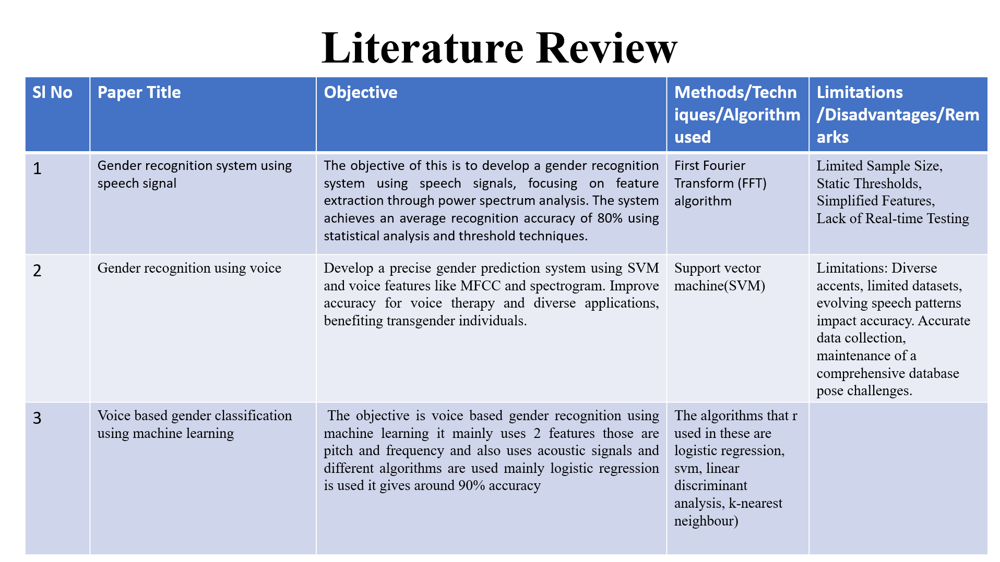 Literature Review
Sl No
Paper Title
Objective
Methods/Techn
iques/Algorithm
used
Limitations
/Disadvantages/Rem
arks
1
Gender recognition system using
speech signal
The objective of this is to develop a gender recognition
system using speech signals, focusing on feature
extraction through power spectrum analysis. The system
achieves an average recognition accuracy of 80% using
statistical analysis and threshold techniques.
First Fourier
Transform (FFT)
algorithm
Limited Sample Size,
Static Thresholds,
Simplified Features,
Lack of Real-time Testing
2
Gender recognition using voice
Develop a precise gender prediction system using SVM
and voice features like MFCC and spectrogram. Improve
accuracy for voice therapy and diverse applications,
benefiting transgender individuals.
Support vector
machine(SVM)
Limitations: Diverse
accents, limited datasets,
evolving speech patterns
impact accuracy. Accurate
data collection,
maintenance of a
comprehensive database
pose challenges.
3
Voice based gender classification
using machine learning
The objective is voice based gender recognition using
machine learning it mainly uses 2 features those are
pitch and frequency and also uses acoustic signals and
different algorithms are used mainly logistic regression
is used it gives around 90% accuracy
The algorithms that r
used in these are
logistic regression,
svm, linear
discriminant
analysis, k-nearest
neighbour)